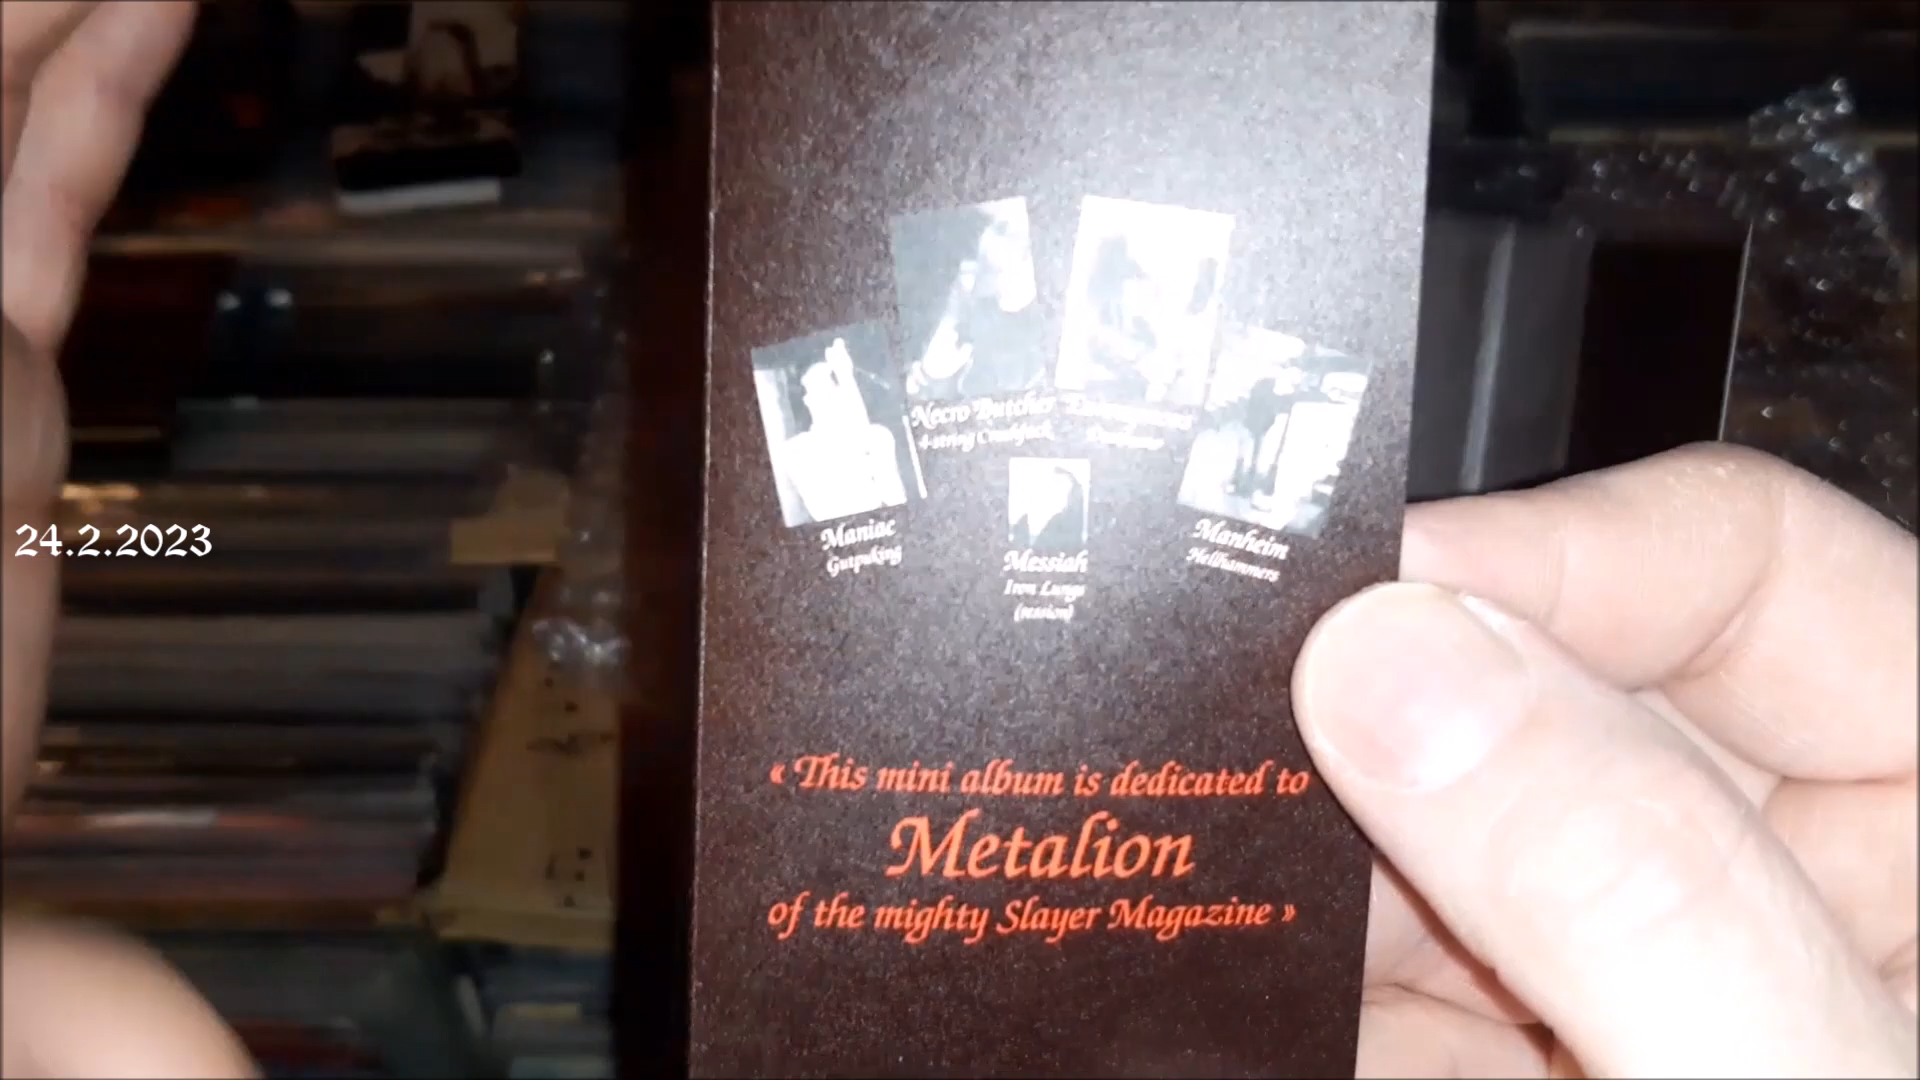 Necro Butcher
4-string
Maniac
Gutpuking
Messiah
Iron Lungs
(session)
Manheim
Hellhammers
24.2.2023
« This mini album is dedicated to
Metalion
of the mighty Slayer Magazine »